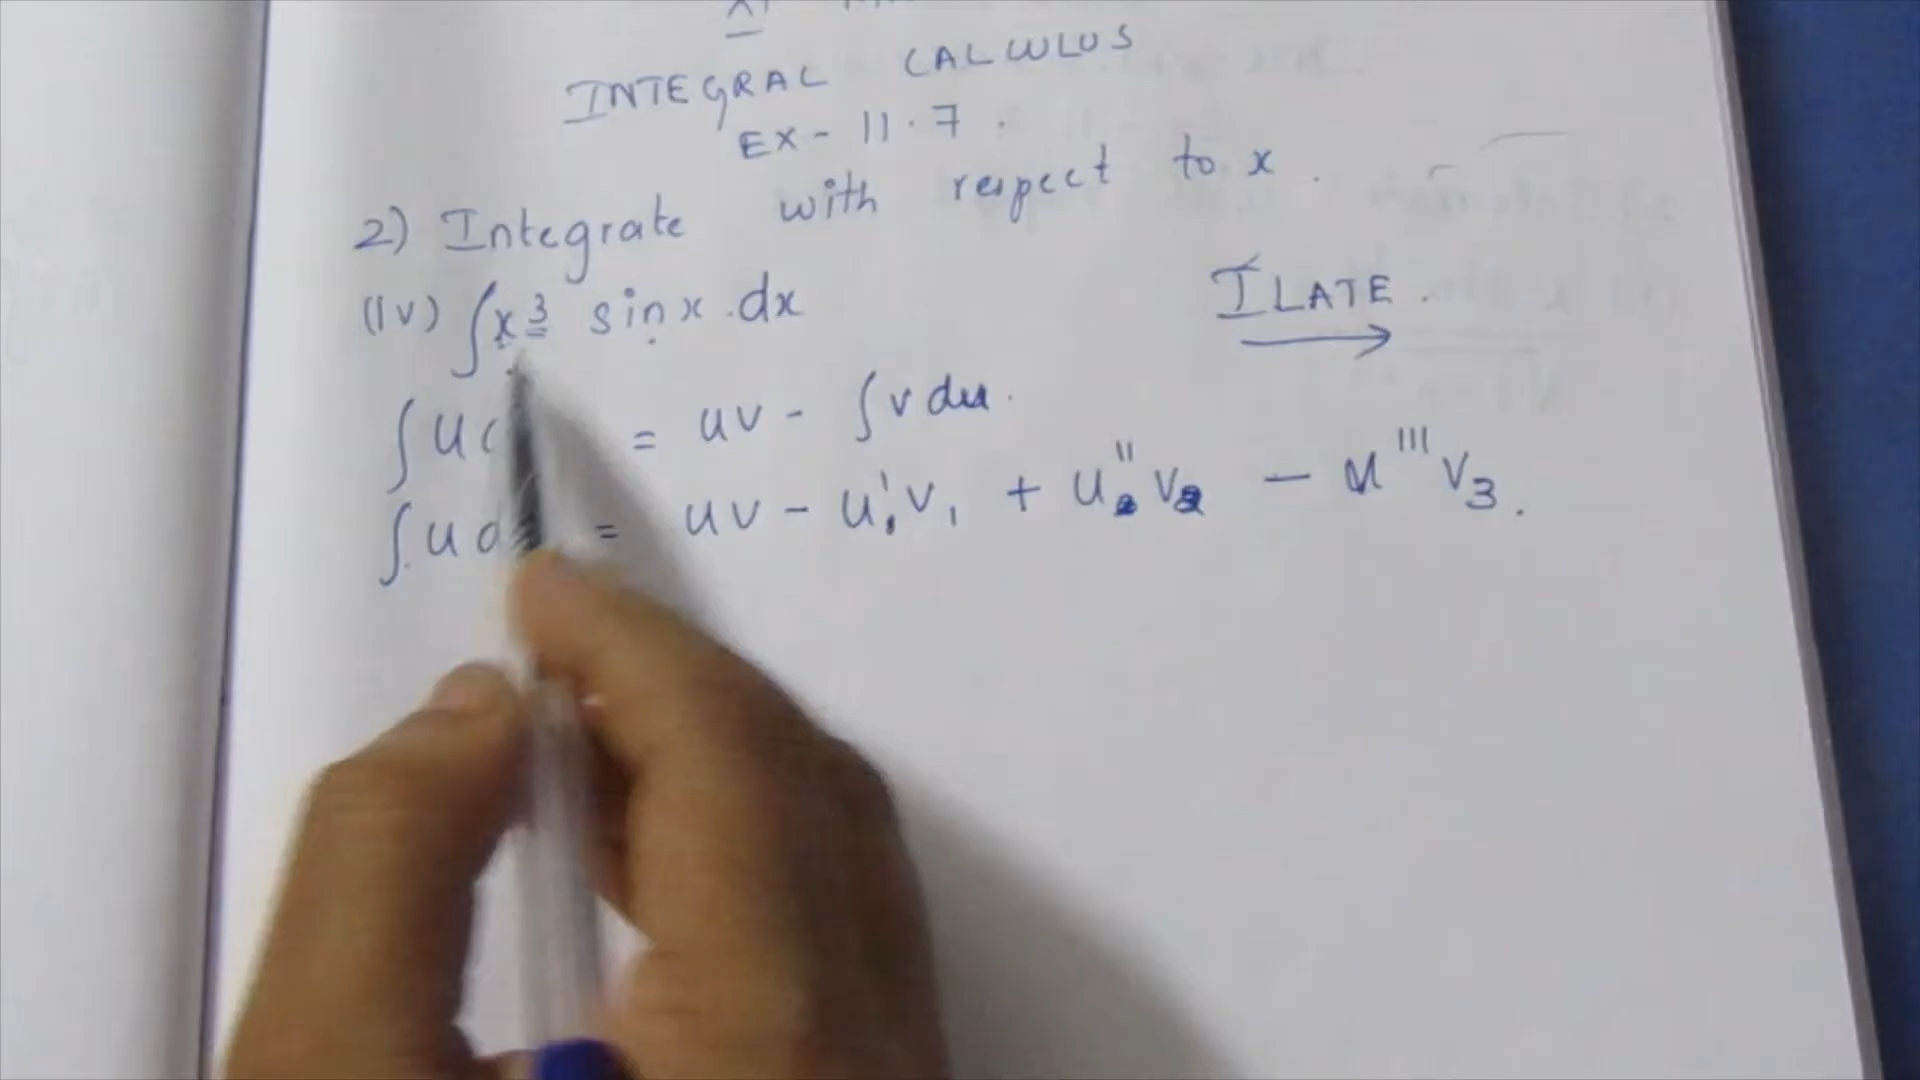 INTEGRAL CALCULUS
EX - 11.7.
2) Integrate with respect to x.
(iv) ∫x³ sinx.dx
ILATE.
∫u = uv - ∫v du.
∫u d = uv - u'v₁ + u''v₂ - u'''v₃.